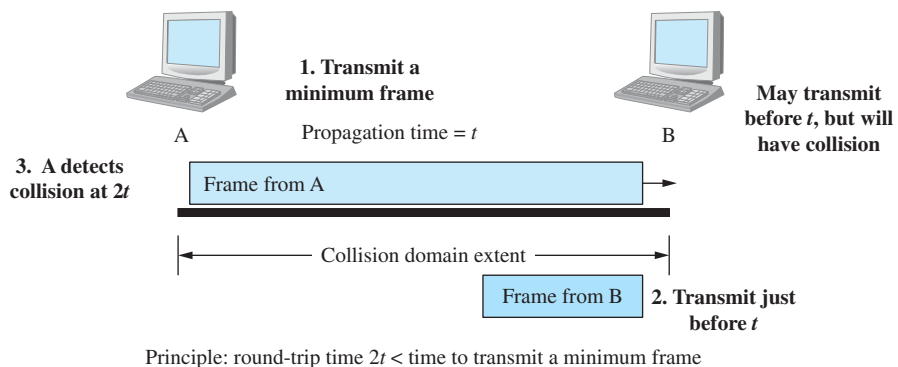 1. Transmit a
minimum frame
May transmit
before t, but will
have collision
A
Propagation time = t
B
3. A detects
collision at 2t
Frame from A
Collision domain extent
Frame from B
2. Transmit just
before t
Principle: round-trip time 2t < time to transmit a minimum frame